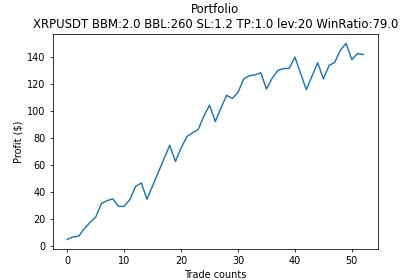 Portfolio
XRPUSDT BBM:2.0 BBL:260 SL:1.2 TP:1.0 lev:20 WinRatio:79.0
140
120
100
80
60
40
20
0
Profit ($)
0 10 20 30 40 50
Trade counts